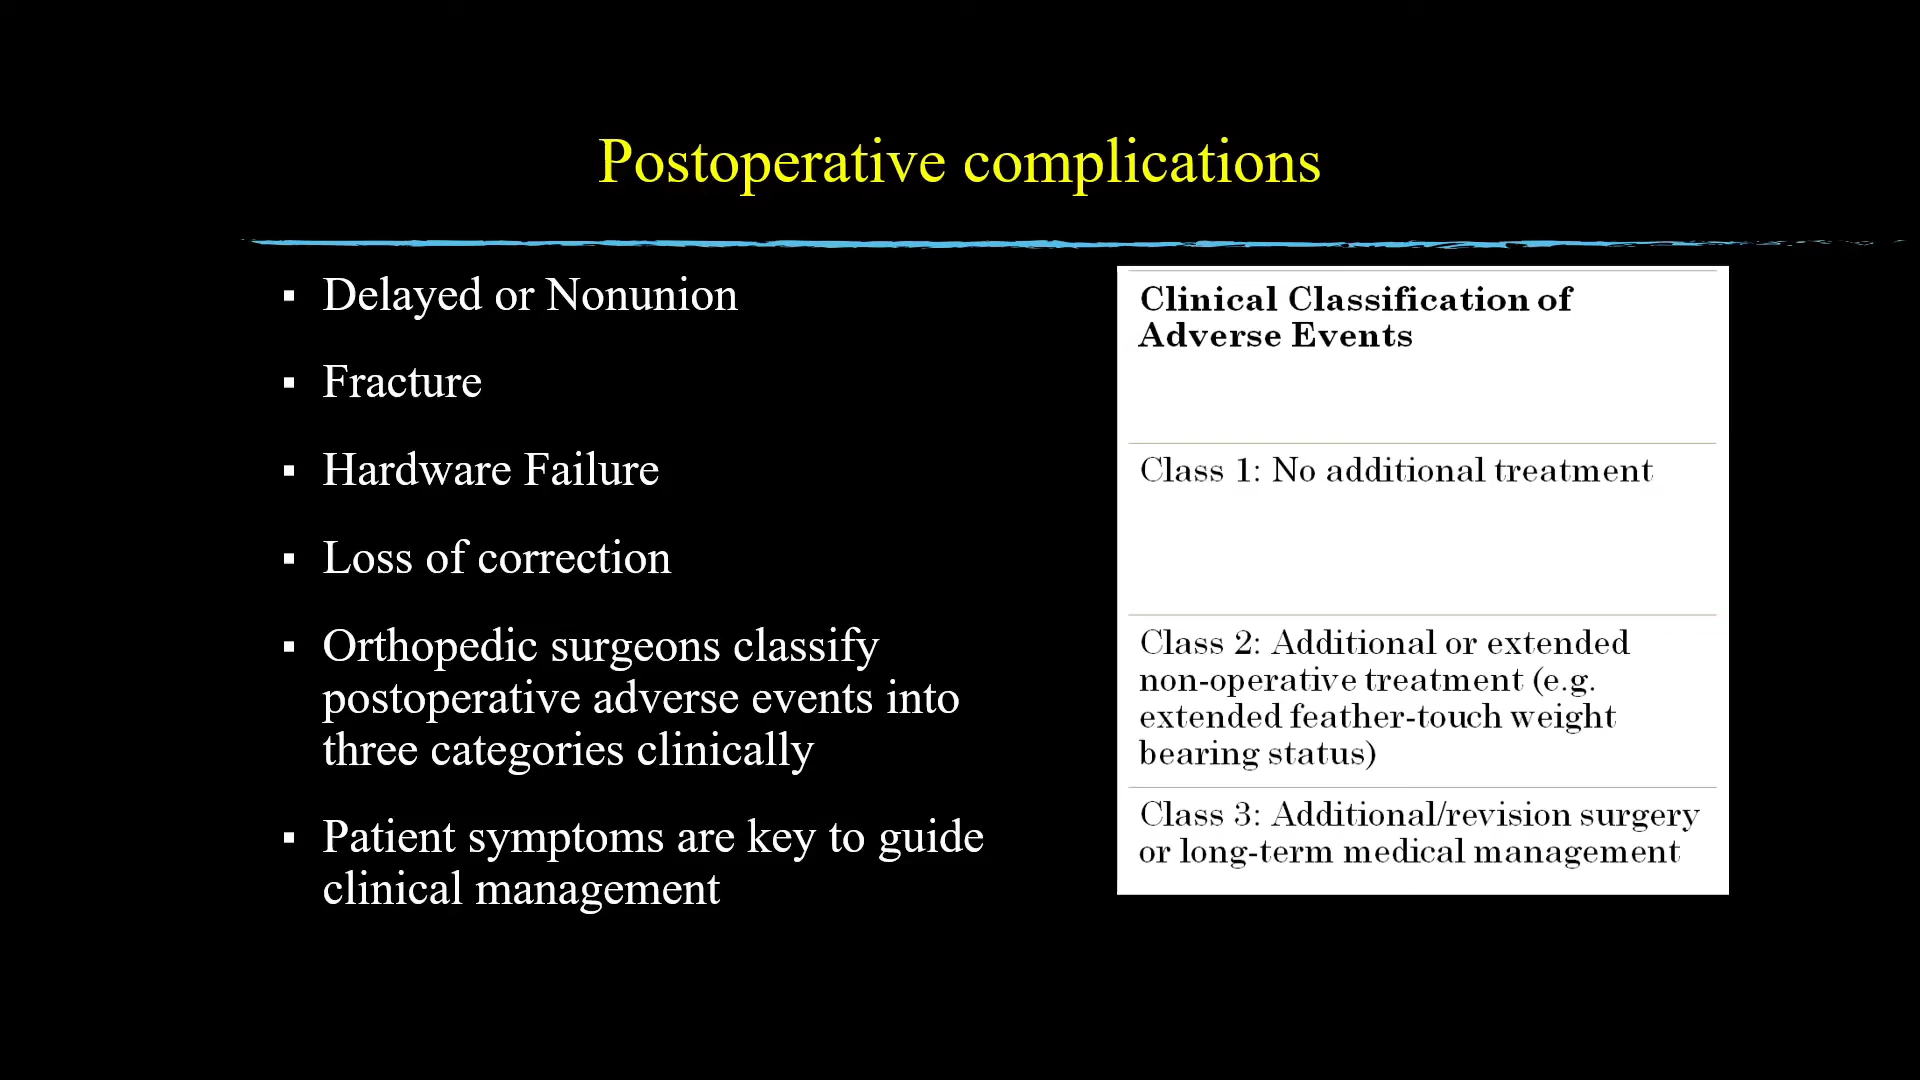 Postoperative complications
▪ Delayed or Nonunion
▪ Fracture
▪ Hardware Failure
▪ Loss of correction
▪ Orthopedic surgeons classify
postoperative adverse events into
three categories clinically
▪ Patient symptoms are key to guide
clinical management
Clinical Classification of
Adverse Events
Class 1: No additional treatment
Class 2: Additional or extended
non-operative treatment (e.g.
extended feather-touch weight
bearing status)
Class 3: Additional/revision surgery
or long-term medical management